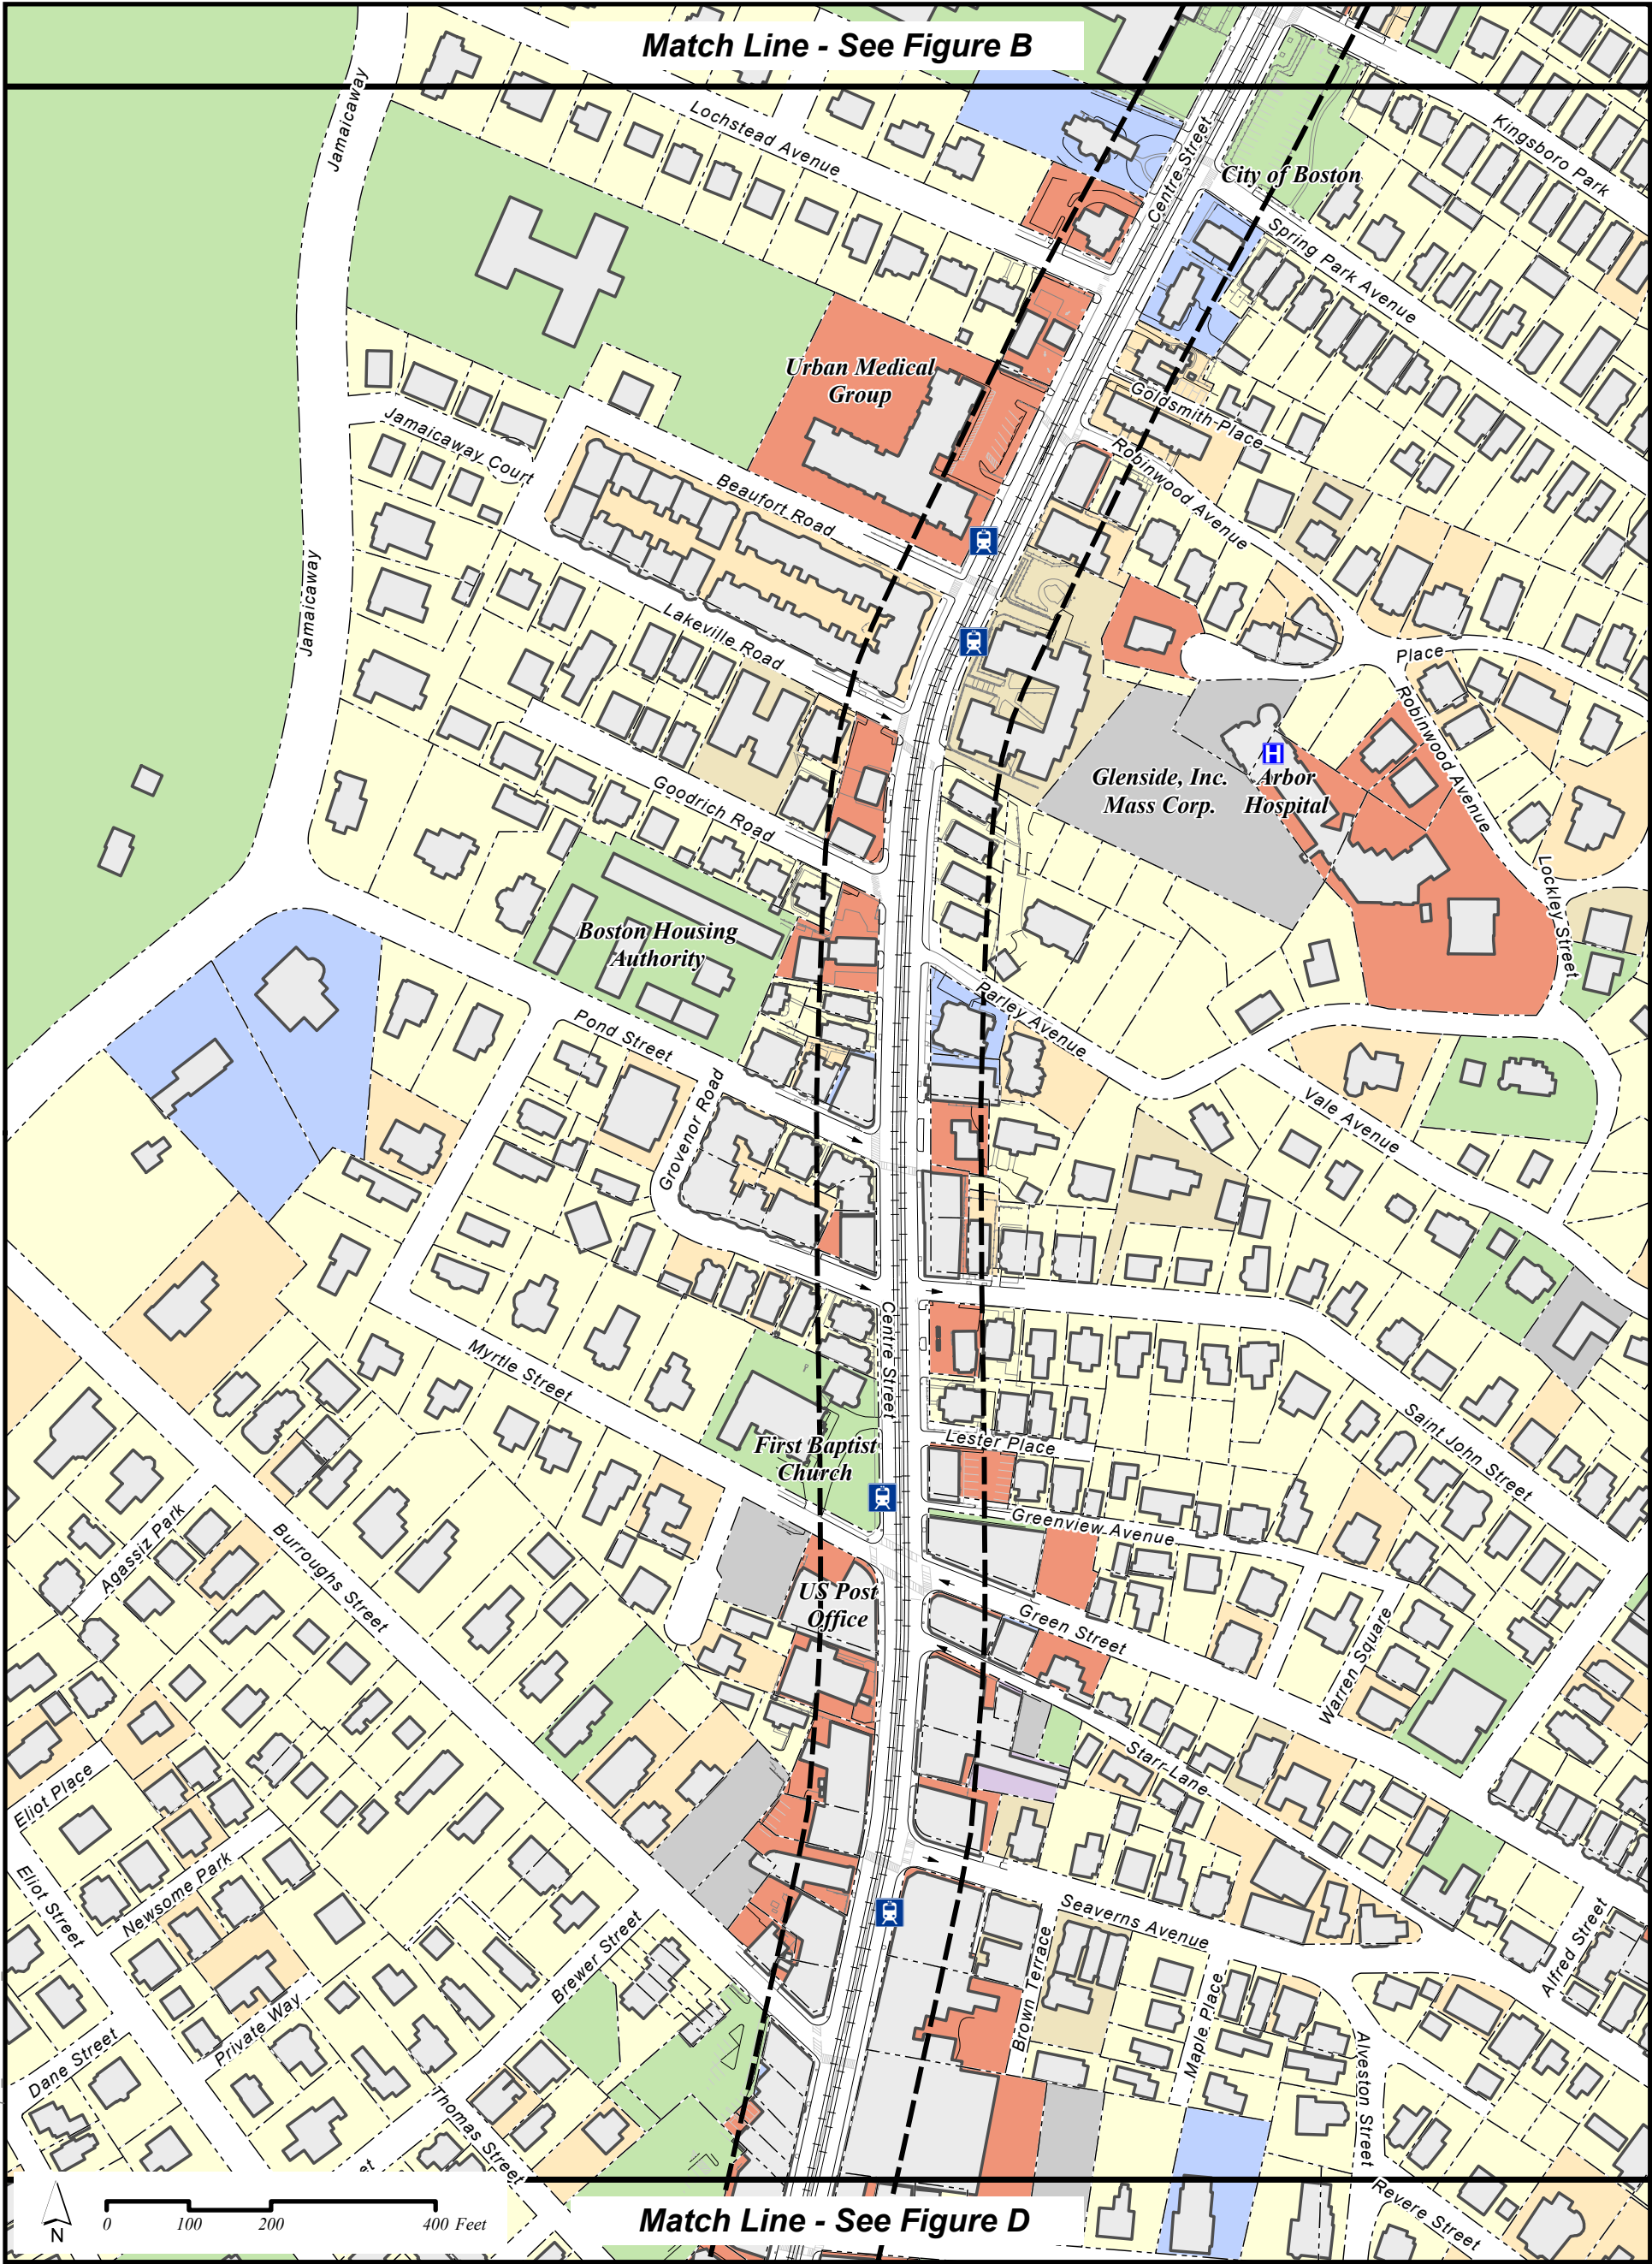 Match Line - See Figure B
Jamaicaway
Lochstead Avenue
Centre Street
Kingsboro Park
City of Boston
Spring Park Avenue
Urban Medical
Group
Goldsmith Place
Jamaicaway Court
Robinwood Avenue
Beaufort Road
Jamaicaway
Lakeville Road
Place
Robinwood Avenue
H
Glenside, Inc.
Mass Corp.
Arbor
Hospital
Goodrich Road
Lockley Street
Boston Housing
Authority
Parley Avenue
Pond Street
Grovenor Road
Vale Avenue
Centre Street
Myrtle Street
Saint John Street
Lester Place
First Baptist
Church
Greenview Avenue
Agassiz Park
Burroughs Street
US Post
Office
Green Street
Warren Square
Starr Lane
Eliot Place
Eliot Street
Newsome Park
Seaverns Avenue
Brewer Street
Brown Terrace
Maple Place
Alfred Street
Private Way
Dane Street
Alveston Street
Thomas Street
et
Revere Street
N
0 100 200 400 Feet
Match Line - See Figure D